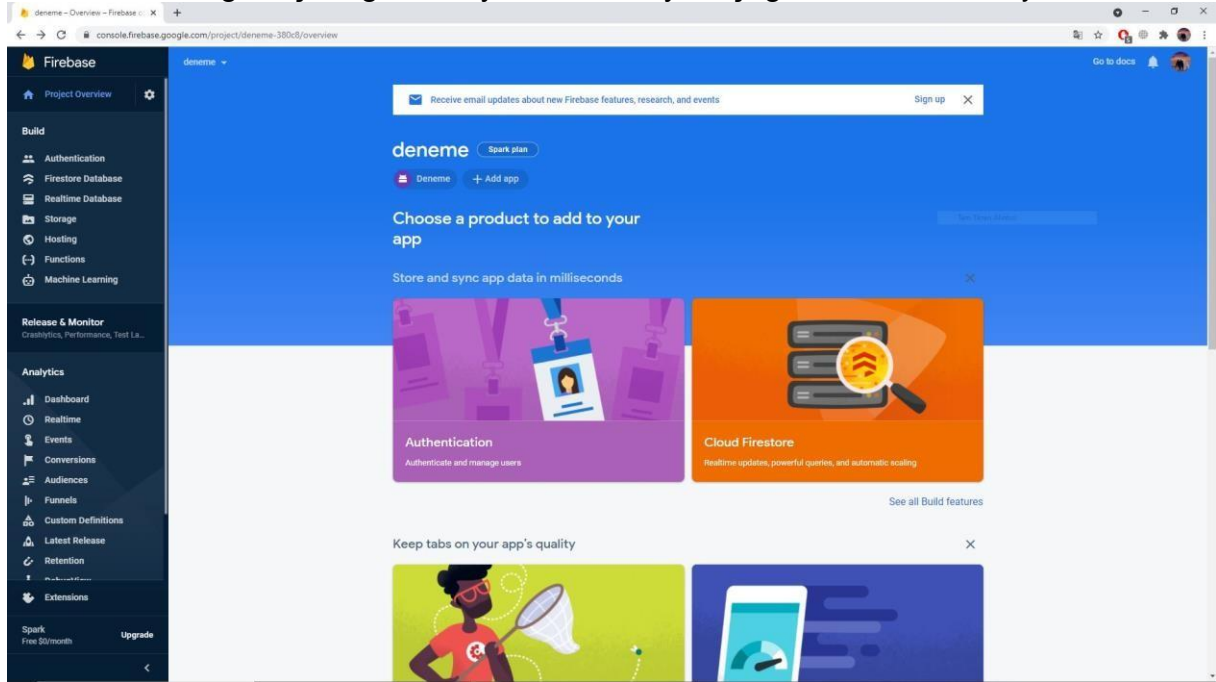 deneme – Overview – Firebase c
console.firebase.google.com/project/deneme-380c8/overview
Firebase
deneme
Go to docs
Project Overview
Receive email updates about new Firebase features, research, and events
Sign up
Build
Authentication
Firestore Database
Realtime Database
Storage
Hosting
Functions
Machine Learning
deneme
Spark plan
Deneme
+ Add app
Choose a product to add to your
app
Store and sync app data in milliseconds
Release & Monitor
Crashlytics, Performance, Test La...
Authentication
Authenticate and manage users
Cloud Firestore
Realtime updates, powerful queries, and automatic scaling
See all Build features
Analytics
Dashboard
Realtime
Events
Conversions
Audiences
Funnels
Custom Definitions
Latest Release
Retention
Extensions
Keep tabs on your app's quality
Spark
Free $0/month
Upgrade